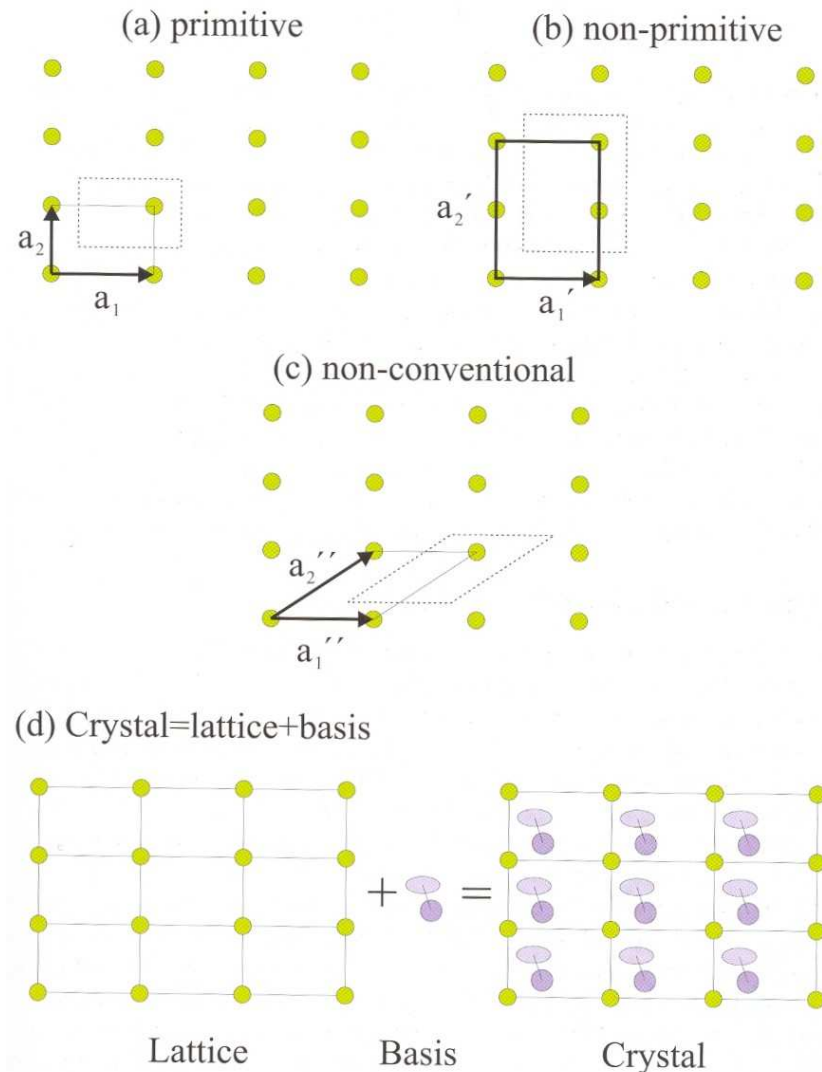 (a) primitive
(b) non-primitive
a₂
a₁
a₂′
a₁′
(c) non-conventional
a₂′′
a₁′′
(d) Crystal=lattice+basis
+
=
Lattice Basis Crystal